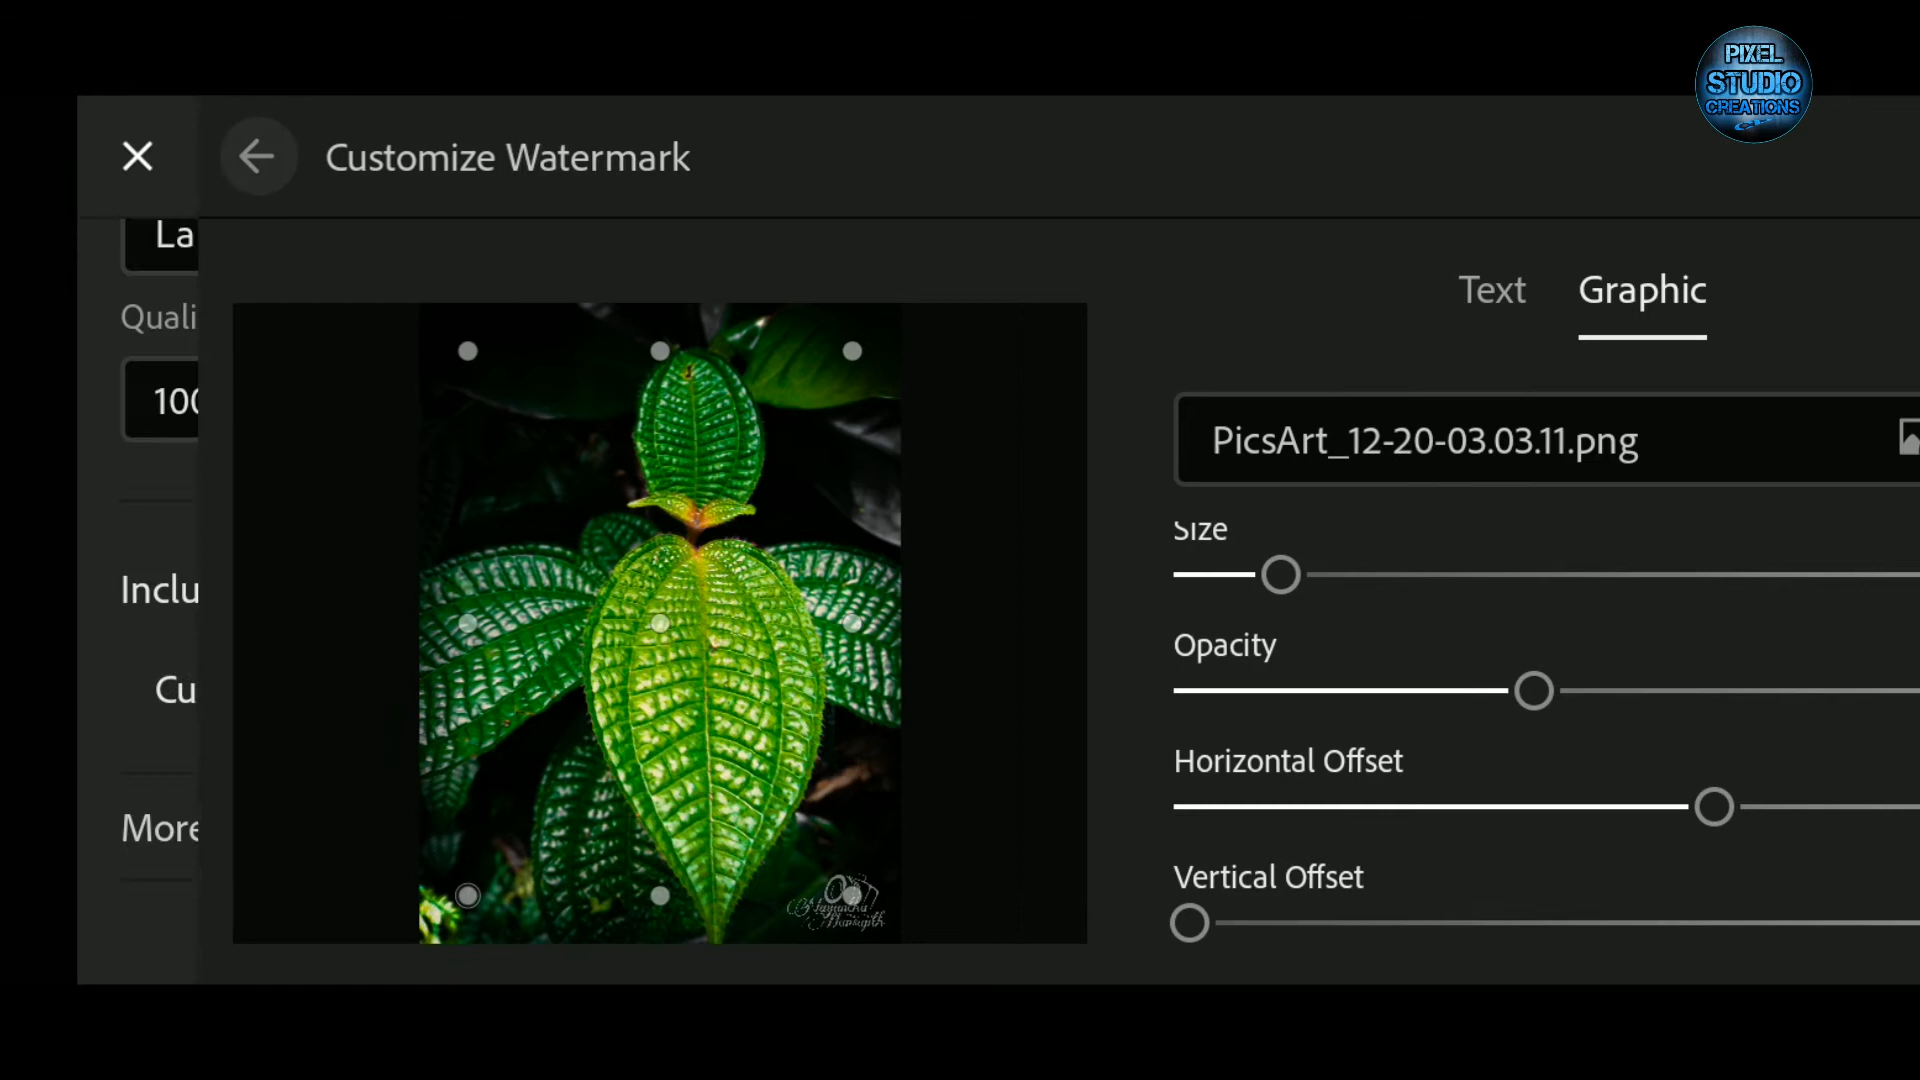 PIXEL
STUDIO
CREATIONS
Customize Watermark
La
Quali
100
Inclu
Cu
More
Text
Graphic
PicsArt_12-20-03.03.11.png
Size
Opacity
Horizontal Offset
Vertical Offset